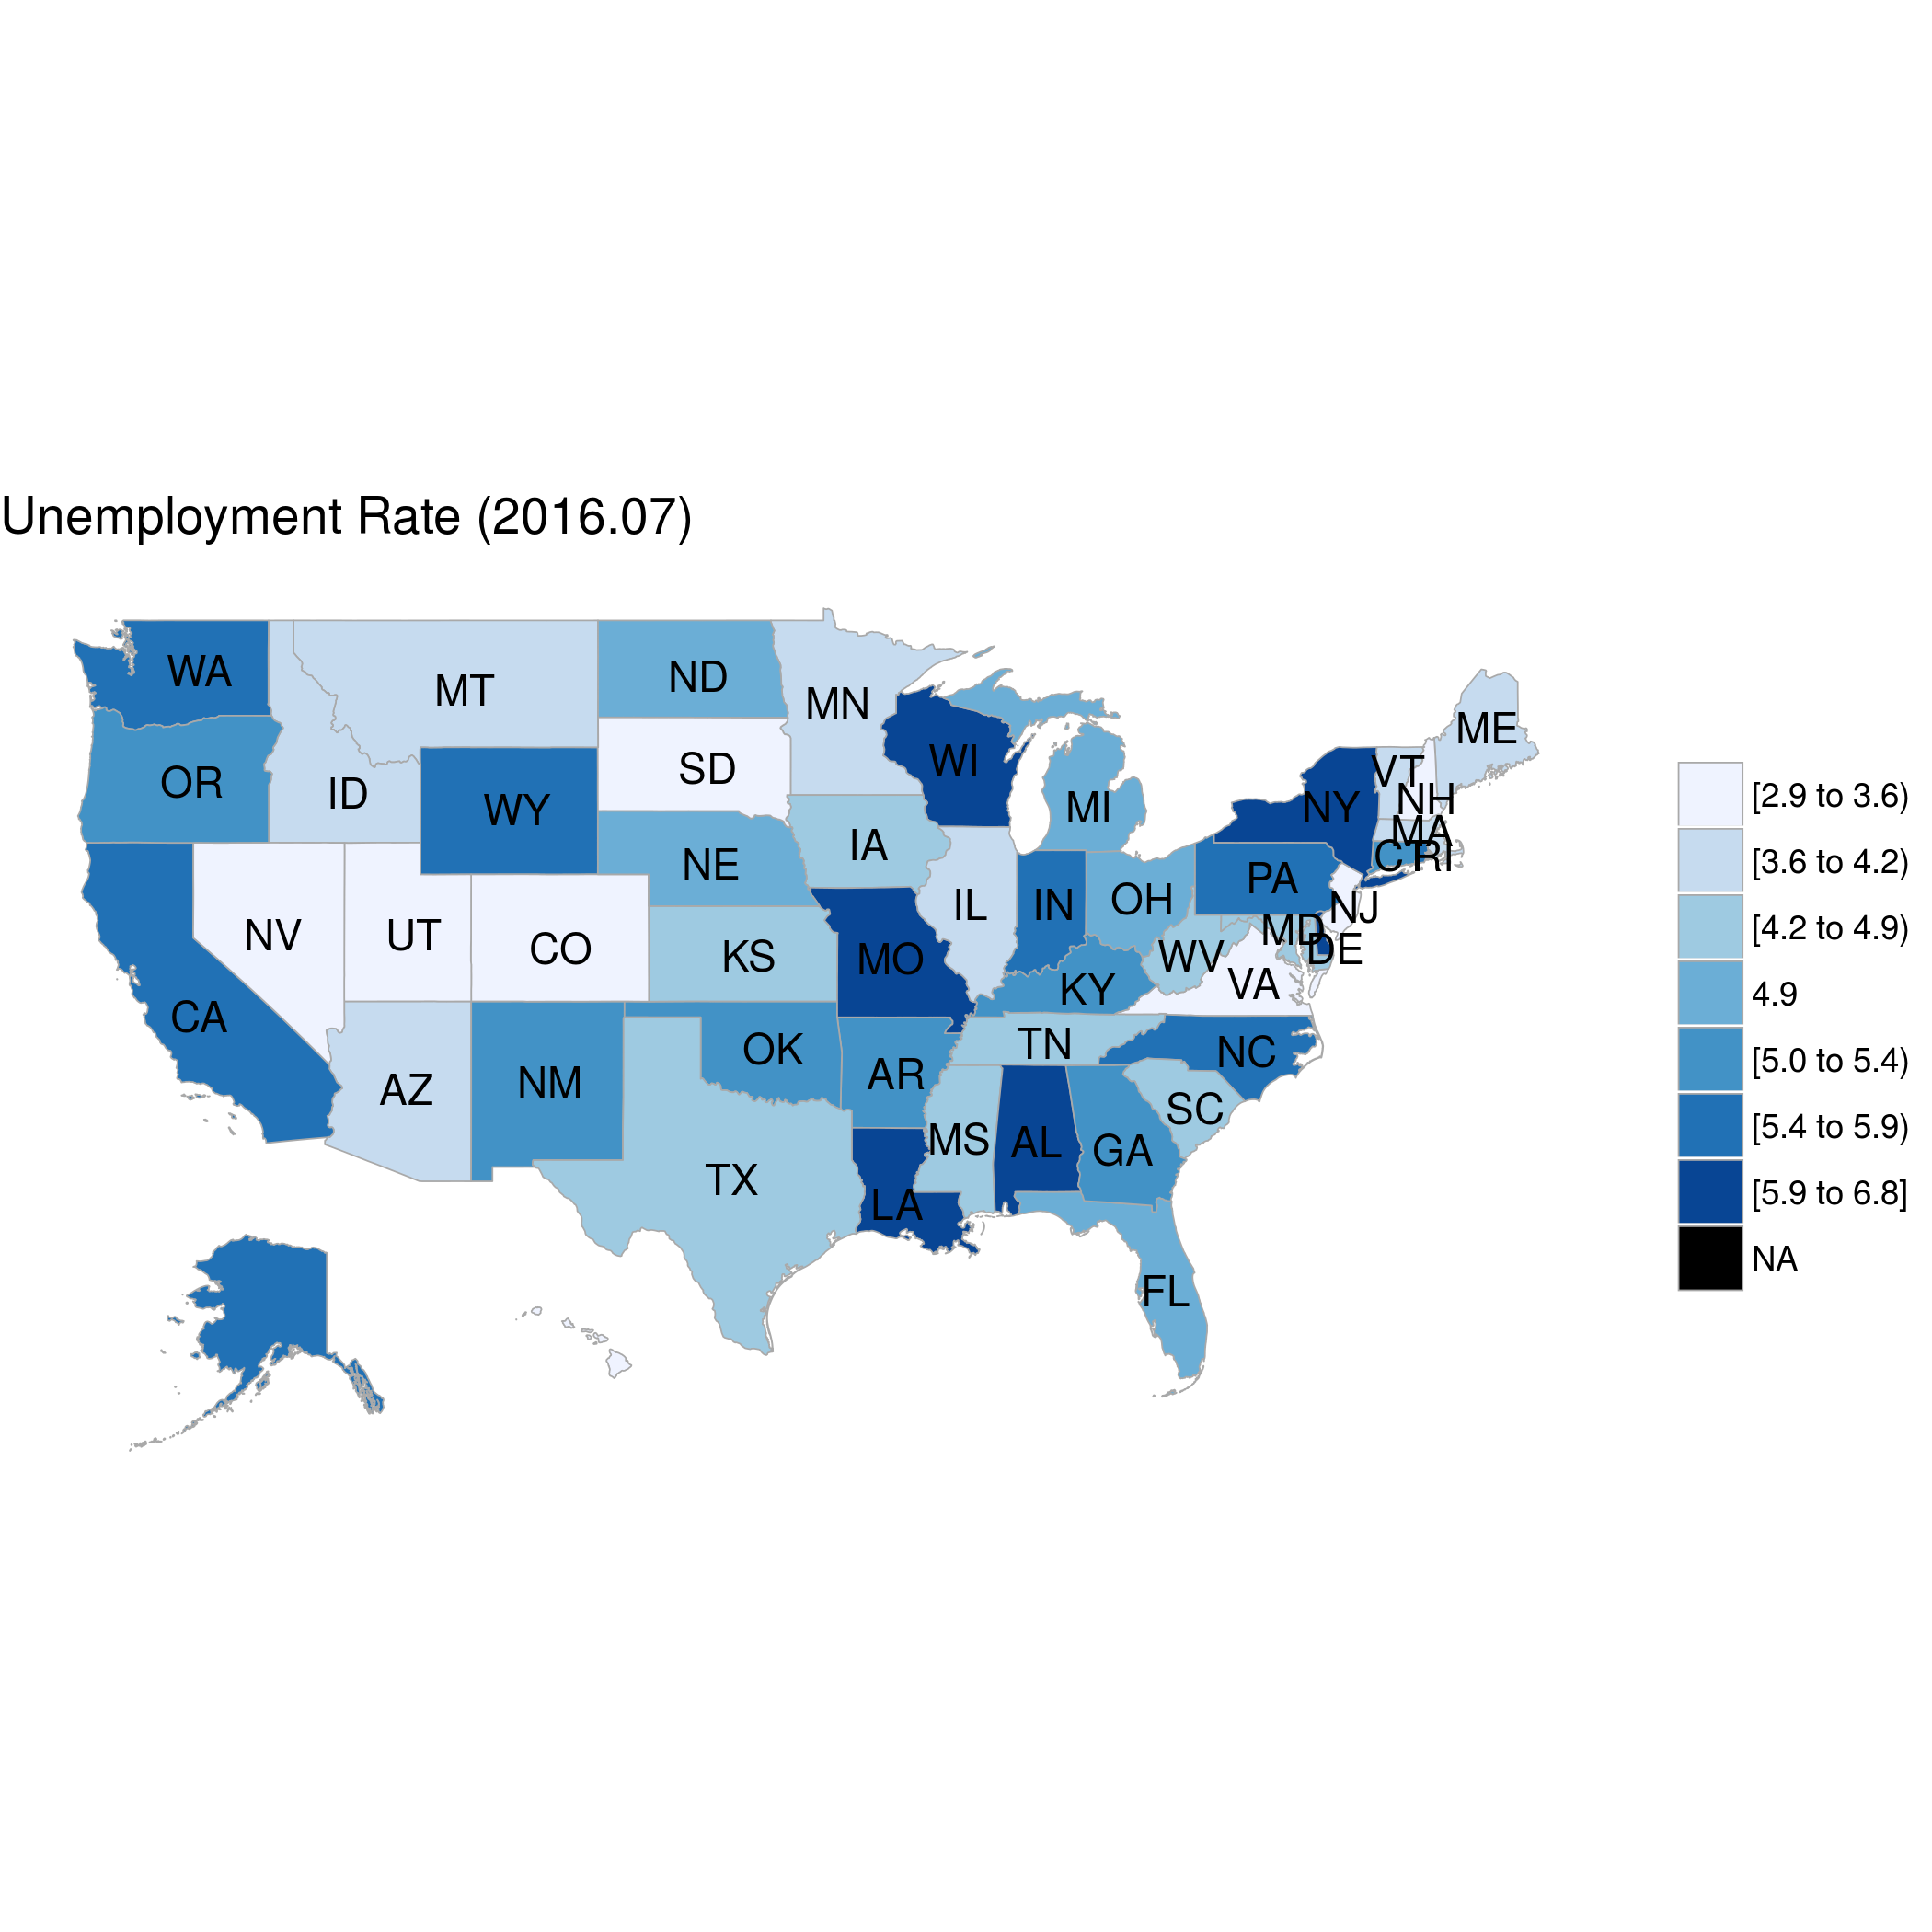 Unemployment Rate (2016.07)
WA
MT
ND
MN
ME
OR
ID
WY
SD
WI
MI
NY
VT
NH
MA
CT
RI
IA
NE
PA
NV
UT
CO
KS
MO
IL
IN
OH
NJ
MD
DE
WV
VA
KY
CA
AZ
NM
OK
AR
TN
NC
SC
MS
AL
GA
TX
LA
FL
[2.9 to 3.6)
[3.6 to 4.2)
[4.2 to 4.9)
4.9
[5.0 to 5.4)
[5.4 to 5.9)
[5.9 to 6.8]
NA